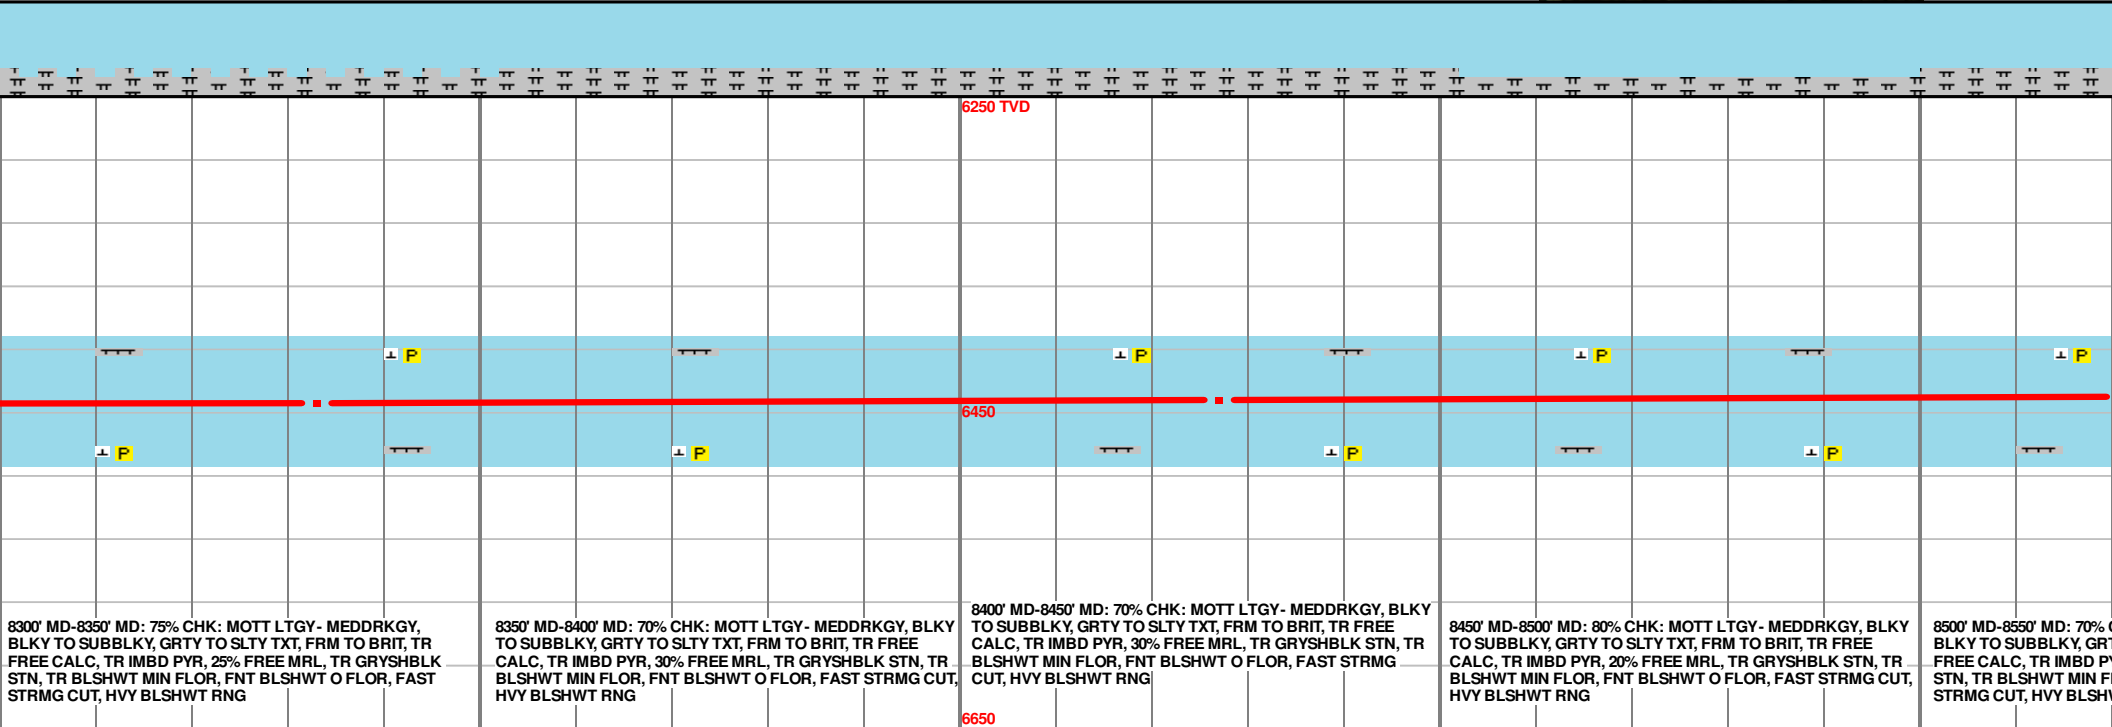 6250 TVD
P
P
P
P
6450
P
P
P
P
8300' MD-8350' MD: 75% CHK: MOTT LTGY- MEDDRKGY,
BLKY TO SUBBLKY, GRTY TO SLTY TXT, FRM TO BRIT, TR
FREE CALC, TR IMBD PYR, 25% FREE MRL, TR GRYSHBLK
STN, TR BLSHWT MIN FLOR, FNT BLSHWT O FLOR, FAST
STRMG CUT, HVY BLSHWT RNG
8350' MD-8400' MD: 70% CHK: MOTT LTGY- MEDDRKGY, BLKY
TO SUBBLKY, GRTY TO SLTY TXT, FRM TO BRIT, TR FREE
CALC, TR IMBD PYR, 30% FREE MRL, TR GRYSHBLK STN, TR
BLSHWT MIN FLOR, FNT BLSHWT O FLOR, FAST STRMG CUT,
HVY BLSHWT RNG
8400' MD-8450' MD: 70% CHK: MOTT LTGY- MEDDRKGY, BLKY
TO SUBBLKY, GRTY TO SLTY TXT, FRM TO BRIT, TR FREE
CALC, TR IMBD PYR, 30% FREE MRL, TR GRYSHBLK STN, TR
BLSHWT MIN FLOR, FNT BLSHWT O FLOR, FAST STRMG
CUT, HVY BLSHWT RNG
8450' MD-8500' MD: 80% CHK: MOTT LTGY- MEDDRKGY, BLKY
TO SUBBLKY, GRTY TO SLTY TXT, FRM TO BRIT, TR FREE
CALC, TR IMBD PYR, 20% FREE MRL, TR GRYSHBLK STN, TR
BLSHWT MIN FLOR, FNT BLSHWT O FLOR, FAST STRMG CUT,
HVY BLSHWT RNG
8500' MD-8550' MD: 70%
BLKY TO SUBBLKY,
FREE CALC, TR IMBD
STN, TR BLSHWT MIN
STRMG CUT, HVY
6650